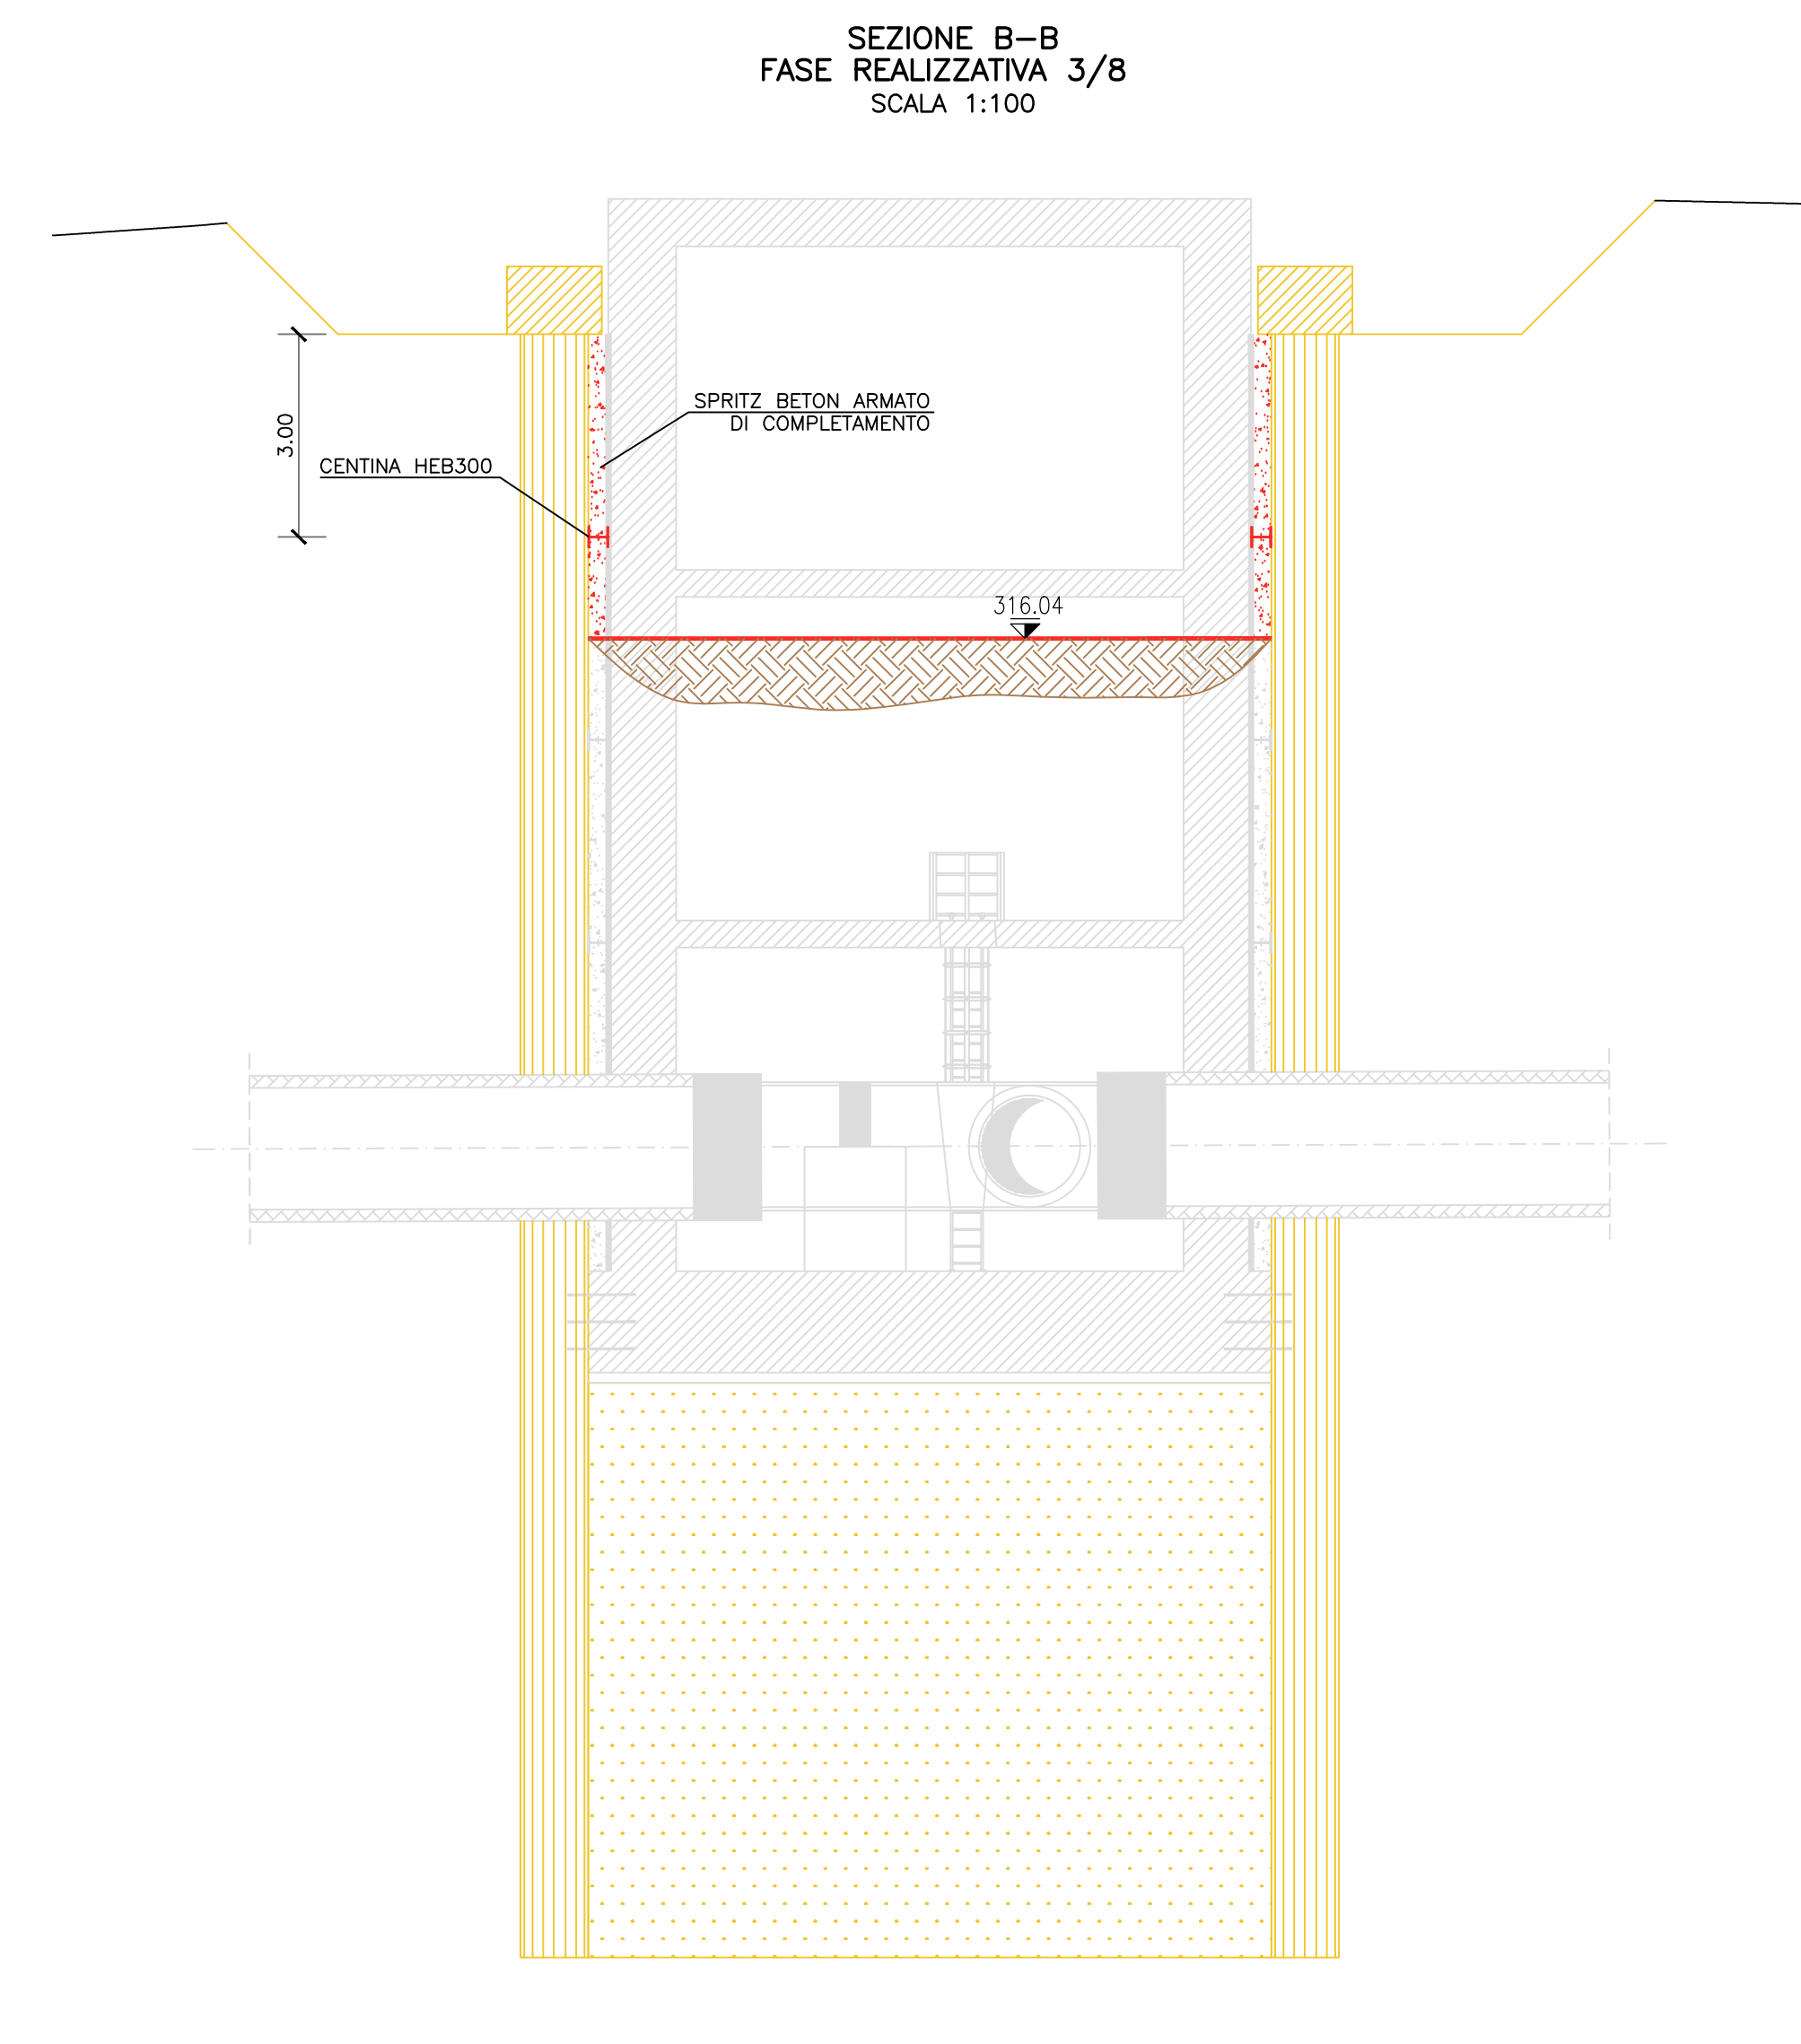 SEZIONE B-B
FASE REALIZZATIVA 3/8
SCALA 1:100
SPRITZ BETON ARMATO
DI COMPLETAMENTO
3.00
CENTINA HEB300
316.04